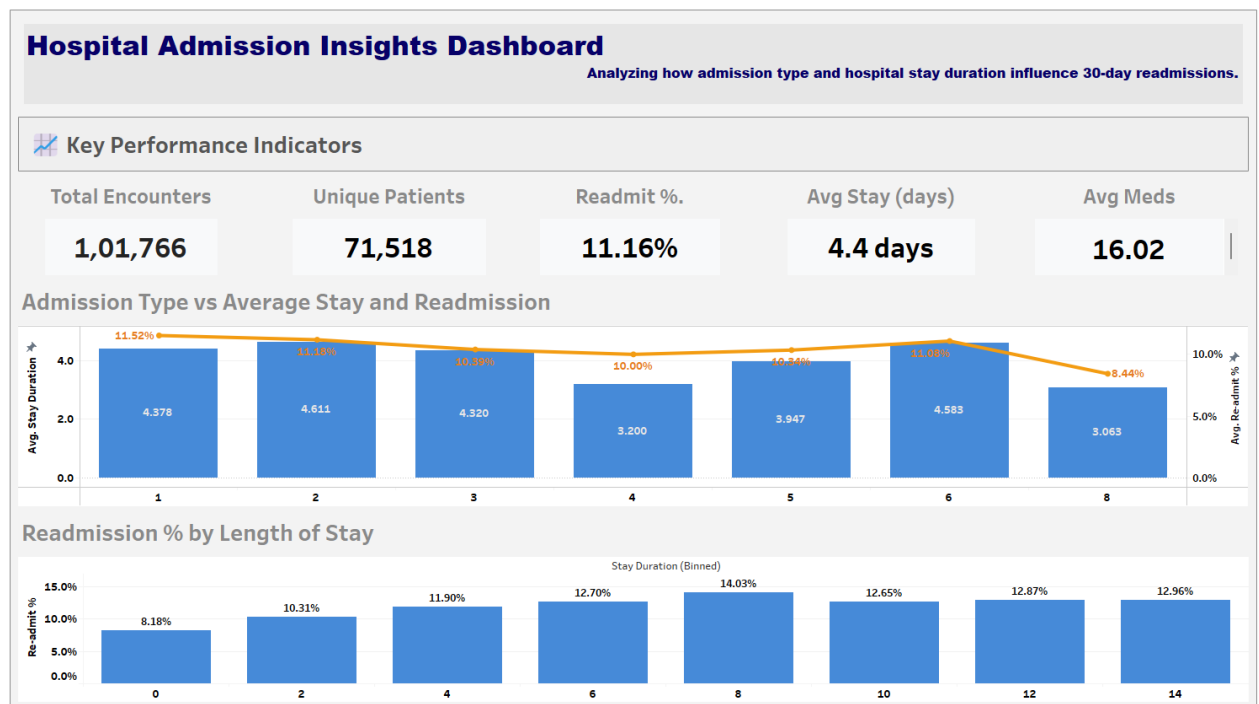 Hospital Admission Insights Dashboard
Analyzing how admission type and hospital stay duration influence 30-day readmissions.
Key Performance Indicators
Total Encounters Unique Patients Readmit %. Avg Stay (days) Avg Meds
1,01,766 71,518 11.16% 4.4 days 16.02
Admission Type vs Average Stay and Readmission
Avg. Stay Duration
4.0
2.0
0.0
11.52% 11.18% 10.39% 10.00% 10.34% 11.08% 8.44%
4.378 4.611 4.320 3.200 3.947 4.583 3.063
10.0%
5.0%
0.0%
Avg. Re-admit %
1 2 3 4 5 6 8
Readmission % by Length of Stay
Stay Duration (Binned)
Re-admit %
15.0%
10.0%
5.0%
0.0%
8.18% 10.31% 11.90% 12.70% 14.03% 12.65% 12.87% 12.96%
0 2 4 6 8 10 12 14